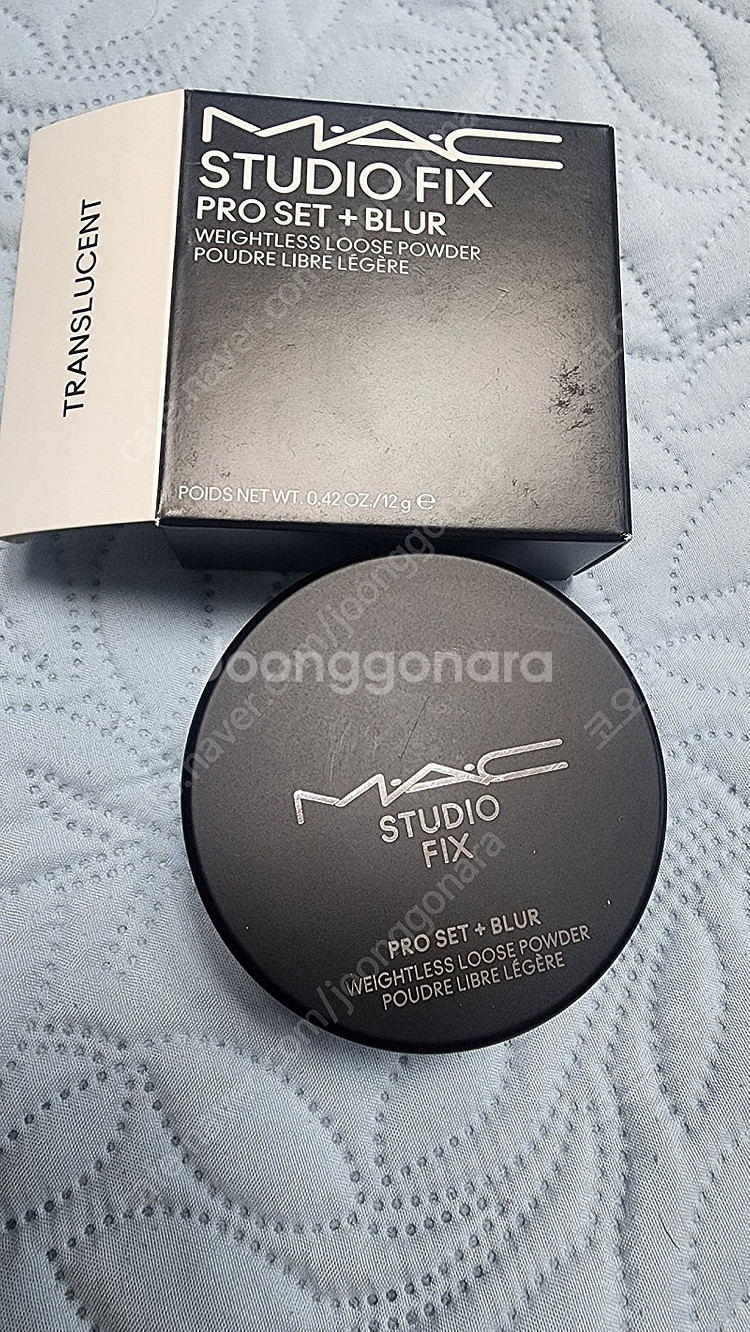 TRANSLUCENT
M·A·C
STUDIO FIX
PRO SET + BLUR
WEIGHTLESS LOOSE POWDER
POUDRE LIBRE LÉGÈRE
POIDS NET WT. 0.42 OZ./12 g ℮
joonggonara
M·A·C
STUDIO
FIX
PRO SET + BLUR
WEIGHTLESS LOOSE POWDER
POUDRE LIBRE LÉGÈRE